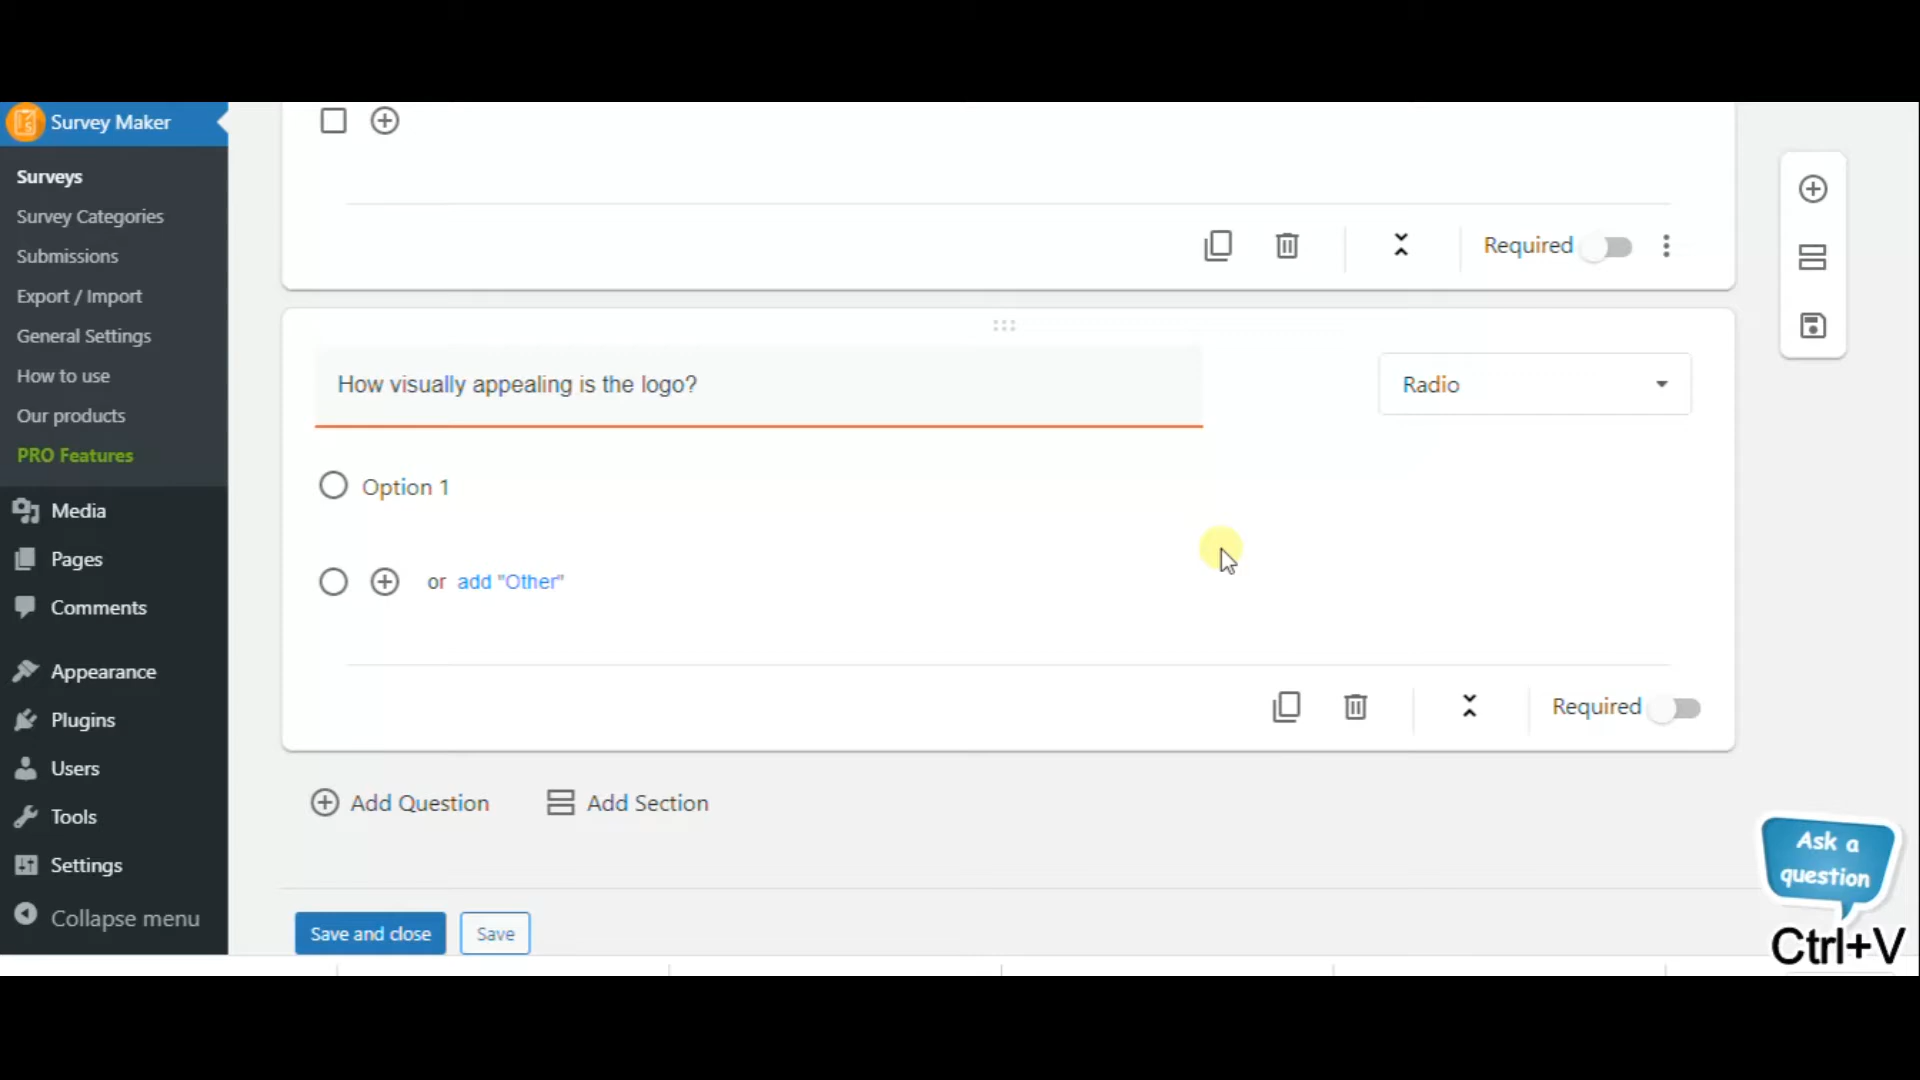 Survey Maker
Surveys
Survey Categories
Submissions
Export / Import
General Settings
How to use
Our products
PRO Features
Media
Pages
Comments
Appearance
Plugins
Users
Tools
Settings
Collapse menu
Required
How visually appealing is the logo?
Radio
Option 1
or add "Other"
Required
Add Question
Add Section
Save and close
Save
Ask a
question
Ctrl+V